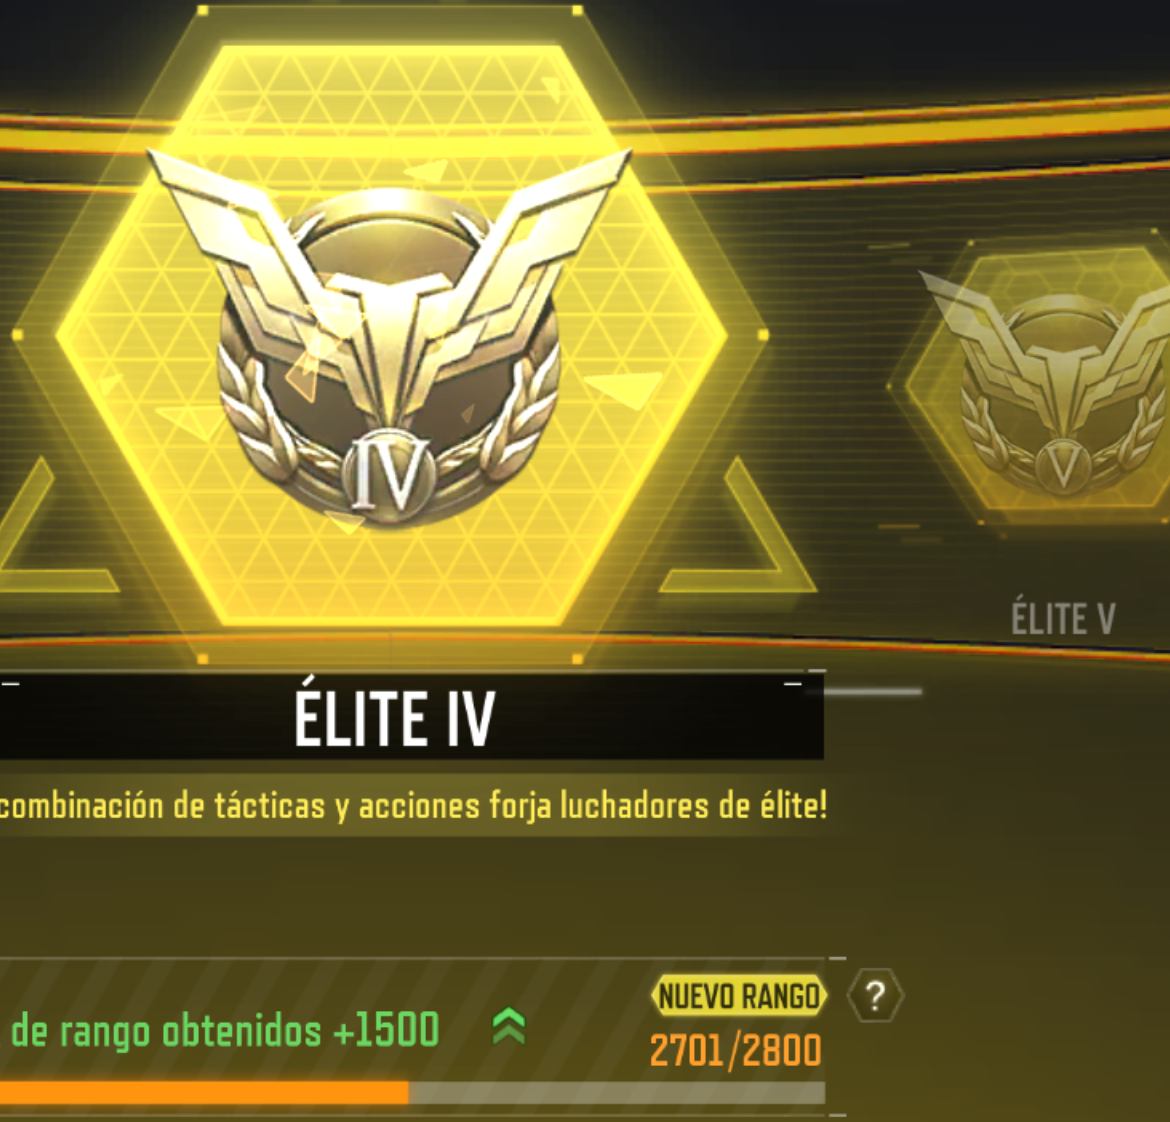 IV
V
ÉLITE V
ÉLITE IV
combinación de tácticas y acciones forja luchadores de élite!
NUEVO RANGO
?
de rango obtenidos +1500
2701/2800